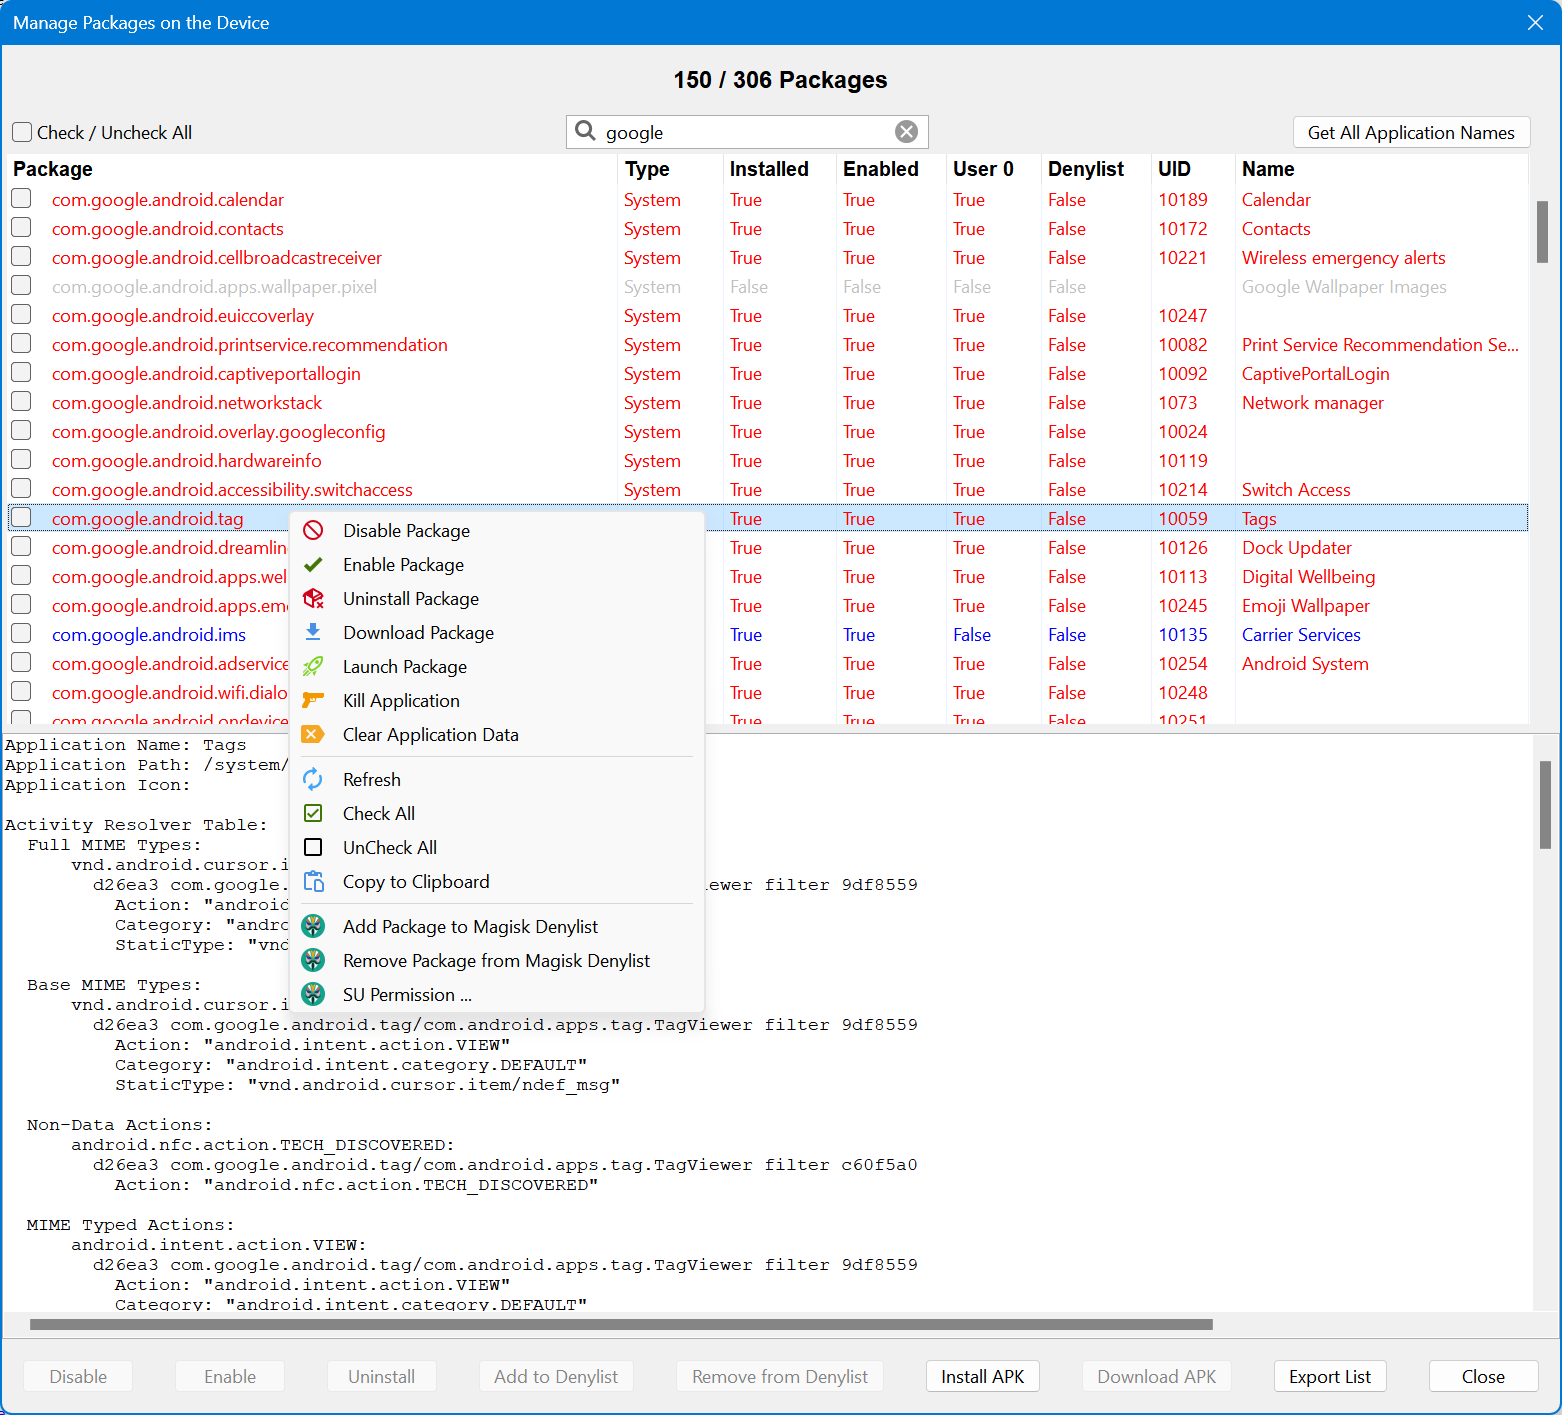 Manage Packages on the Device
150 / 306 Packages
Check / Uncheck All
google
Get All Application Names
Package Type Installed Enabled User 0 Denylist UID Name
com.google.android.calendar System True True True False 10189 Calendar
com.google.android.contacts System True True True False 10172 Contacts
com.google.android.cellbroadcastreceiver System True True True False 10221 Wireless emergency alerts
com.google.android.apps.wallpaper.pixel System False False False False Google Wallpaper Images
com.google.android.euiccoverlay System True True True False 10247
com.google.android.printservice.recommendation System True True True False 10082 Print Service Recommendation Se...
com.google.android.captiveportallogin System True True True False 10092 CaptivePortalLogin
com.google.android.networkstack System True True True False 1073 Network manager
com.google.android.overlay.googleconfig System True True True False 10024
com.google.android.hardwareinfo System True True True False 10119
com.google.android.accessibility.switchaccess System True True True False 10214 Switch Access
com.google.android.tag True True True False 10059 Tags
com.google.android.dreamlin True True True False 10126 Dock Updater
com.google.android.apps.wel True True True False 10113 Digital Wellbeing
com.google.android.apps.em True True True False 10245 Emoji Wallpaper
com.google.android.ims True True False False 10135 Carrier Services
com.google.android.adservice True True True False 10254 Android System
com.google.android.wifi.dialo True True True False 10248
com.google.android.ondevice True True True False 10251
Disable Package
Enable Package
Uninstall Package
Download Package
Launch Package
Kill Application
Clear Application Data
Refresh
Check All
UnCheck All
Copy to Clipboard
Add Package to Magisk Denylist
Remove Package from Magisk Denylist
SU Permission ...
Application Name: Tags
Application Path: /system/
Application Icon:
Activity Resolver Table:
Full MIME Types:
vnd.android.cursor.i
d26ea3 com.google. ewer filter 9df8559
Action: "android
Category: "andro
StaticType: "vnd
Base MIME Types:
vnd.android.cursor.i
d26ea3 com.google.android.tag/com.android.apps.tag.TagViewer filter 9df8559
Action: "android.intent.action.VIEW"
Category: "android.intent.category.DEFAULT"
StaticType: "vnd.android.cursor.item/ndef_msg"
Non-Data Actions:
android.nfc.action.TECH_DISCOVERED:
d26ea3 com.google.android.tag/com.android.apps.tag.TagViewer filter c60f5a0
Action: "android.nfc.action.TECH_DISCOVERED"
MIME Typed Actions:
android.intent.action.VIEW:
d26ea3 com.google.android.tag/com.android.apps.tag.TagViewer filter 9df8559
Action: "android.intent.action.VIEW"
Category: "android.intent.category.DEFAULT"
Disable Enable Uninstall Add to Denylist Remove from Denylist Install APK Download APK Export List Close